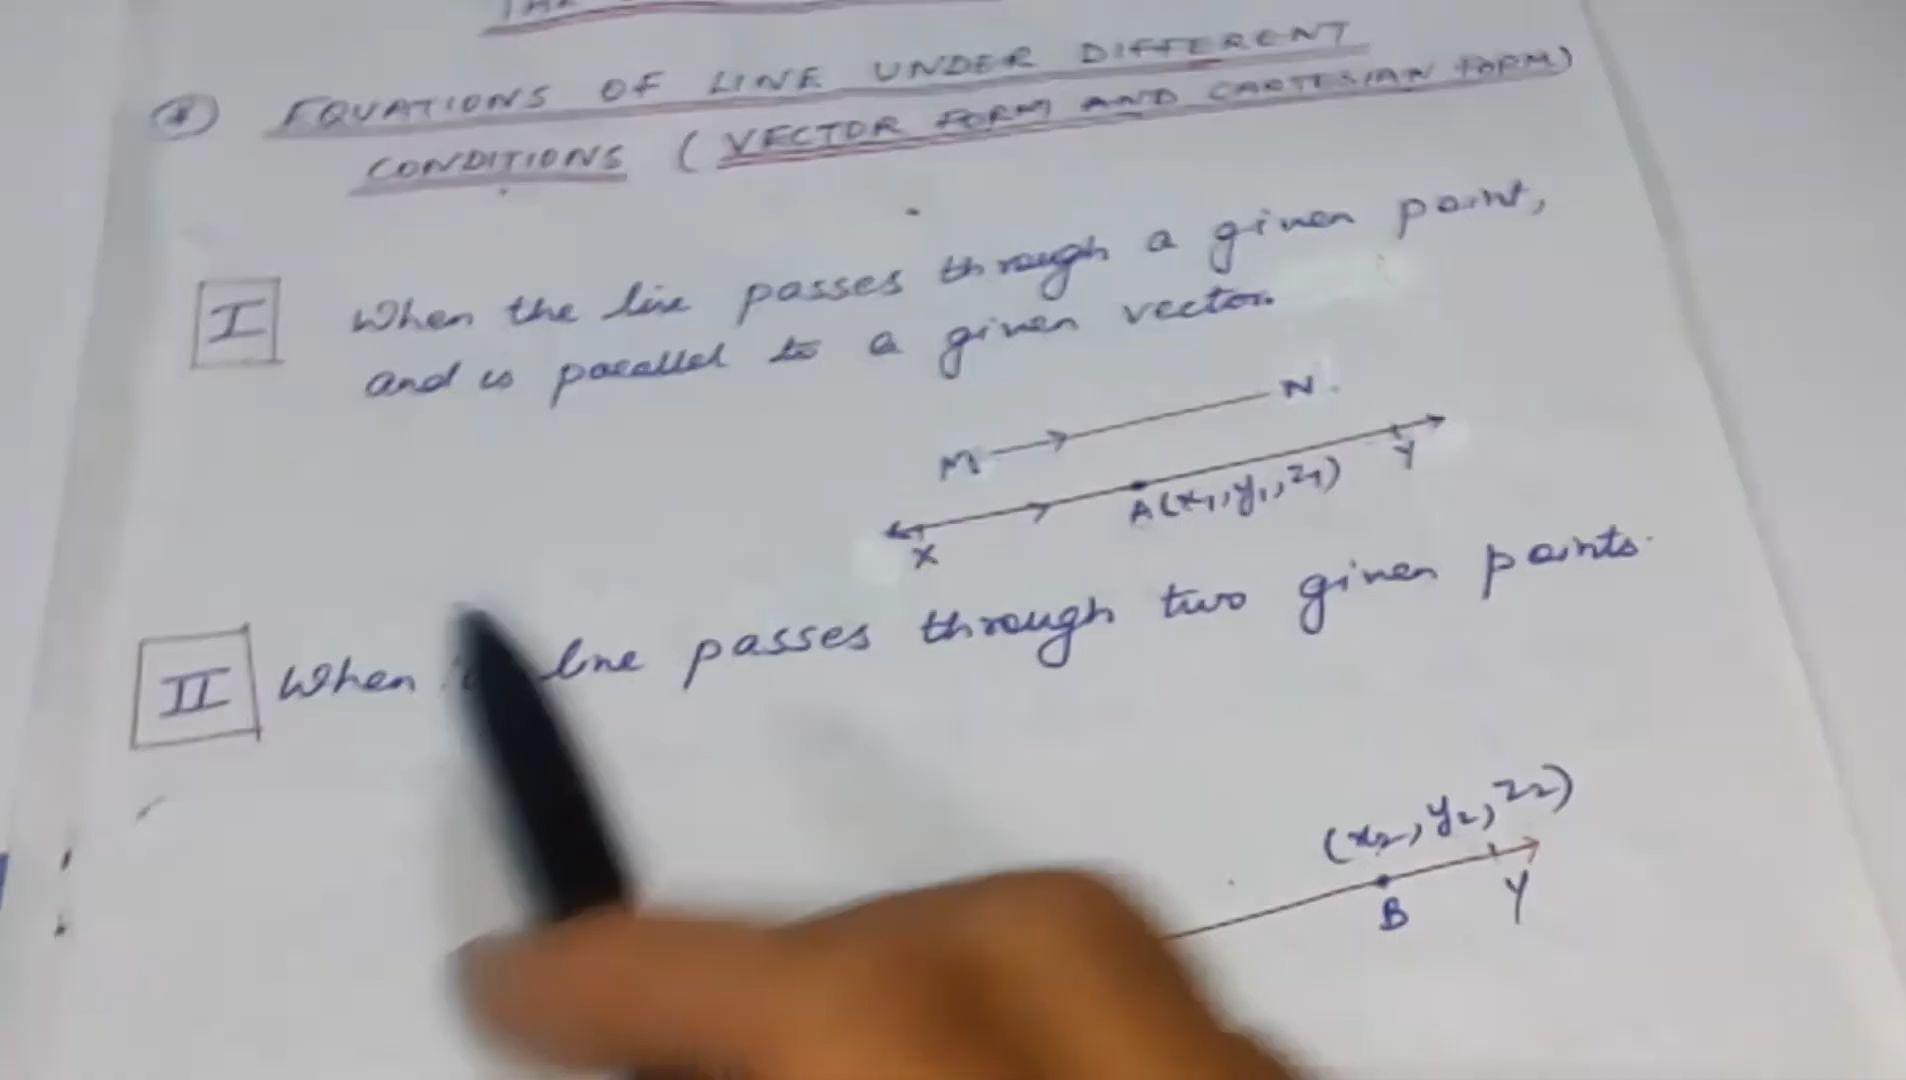 EQUATIONS OF LINE UNDER DIFFERENT
CONDITIONS (VECTOR FORM AND CARTESIAN FORM)
I When the line passes through a given point,
and is parallel to a given vector.
M N.
X A(x₁, y₁, z₁) Y
II When line passes through two given points.
(x₂, y₂, z₂)
B Y